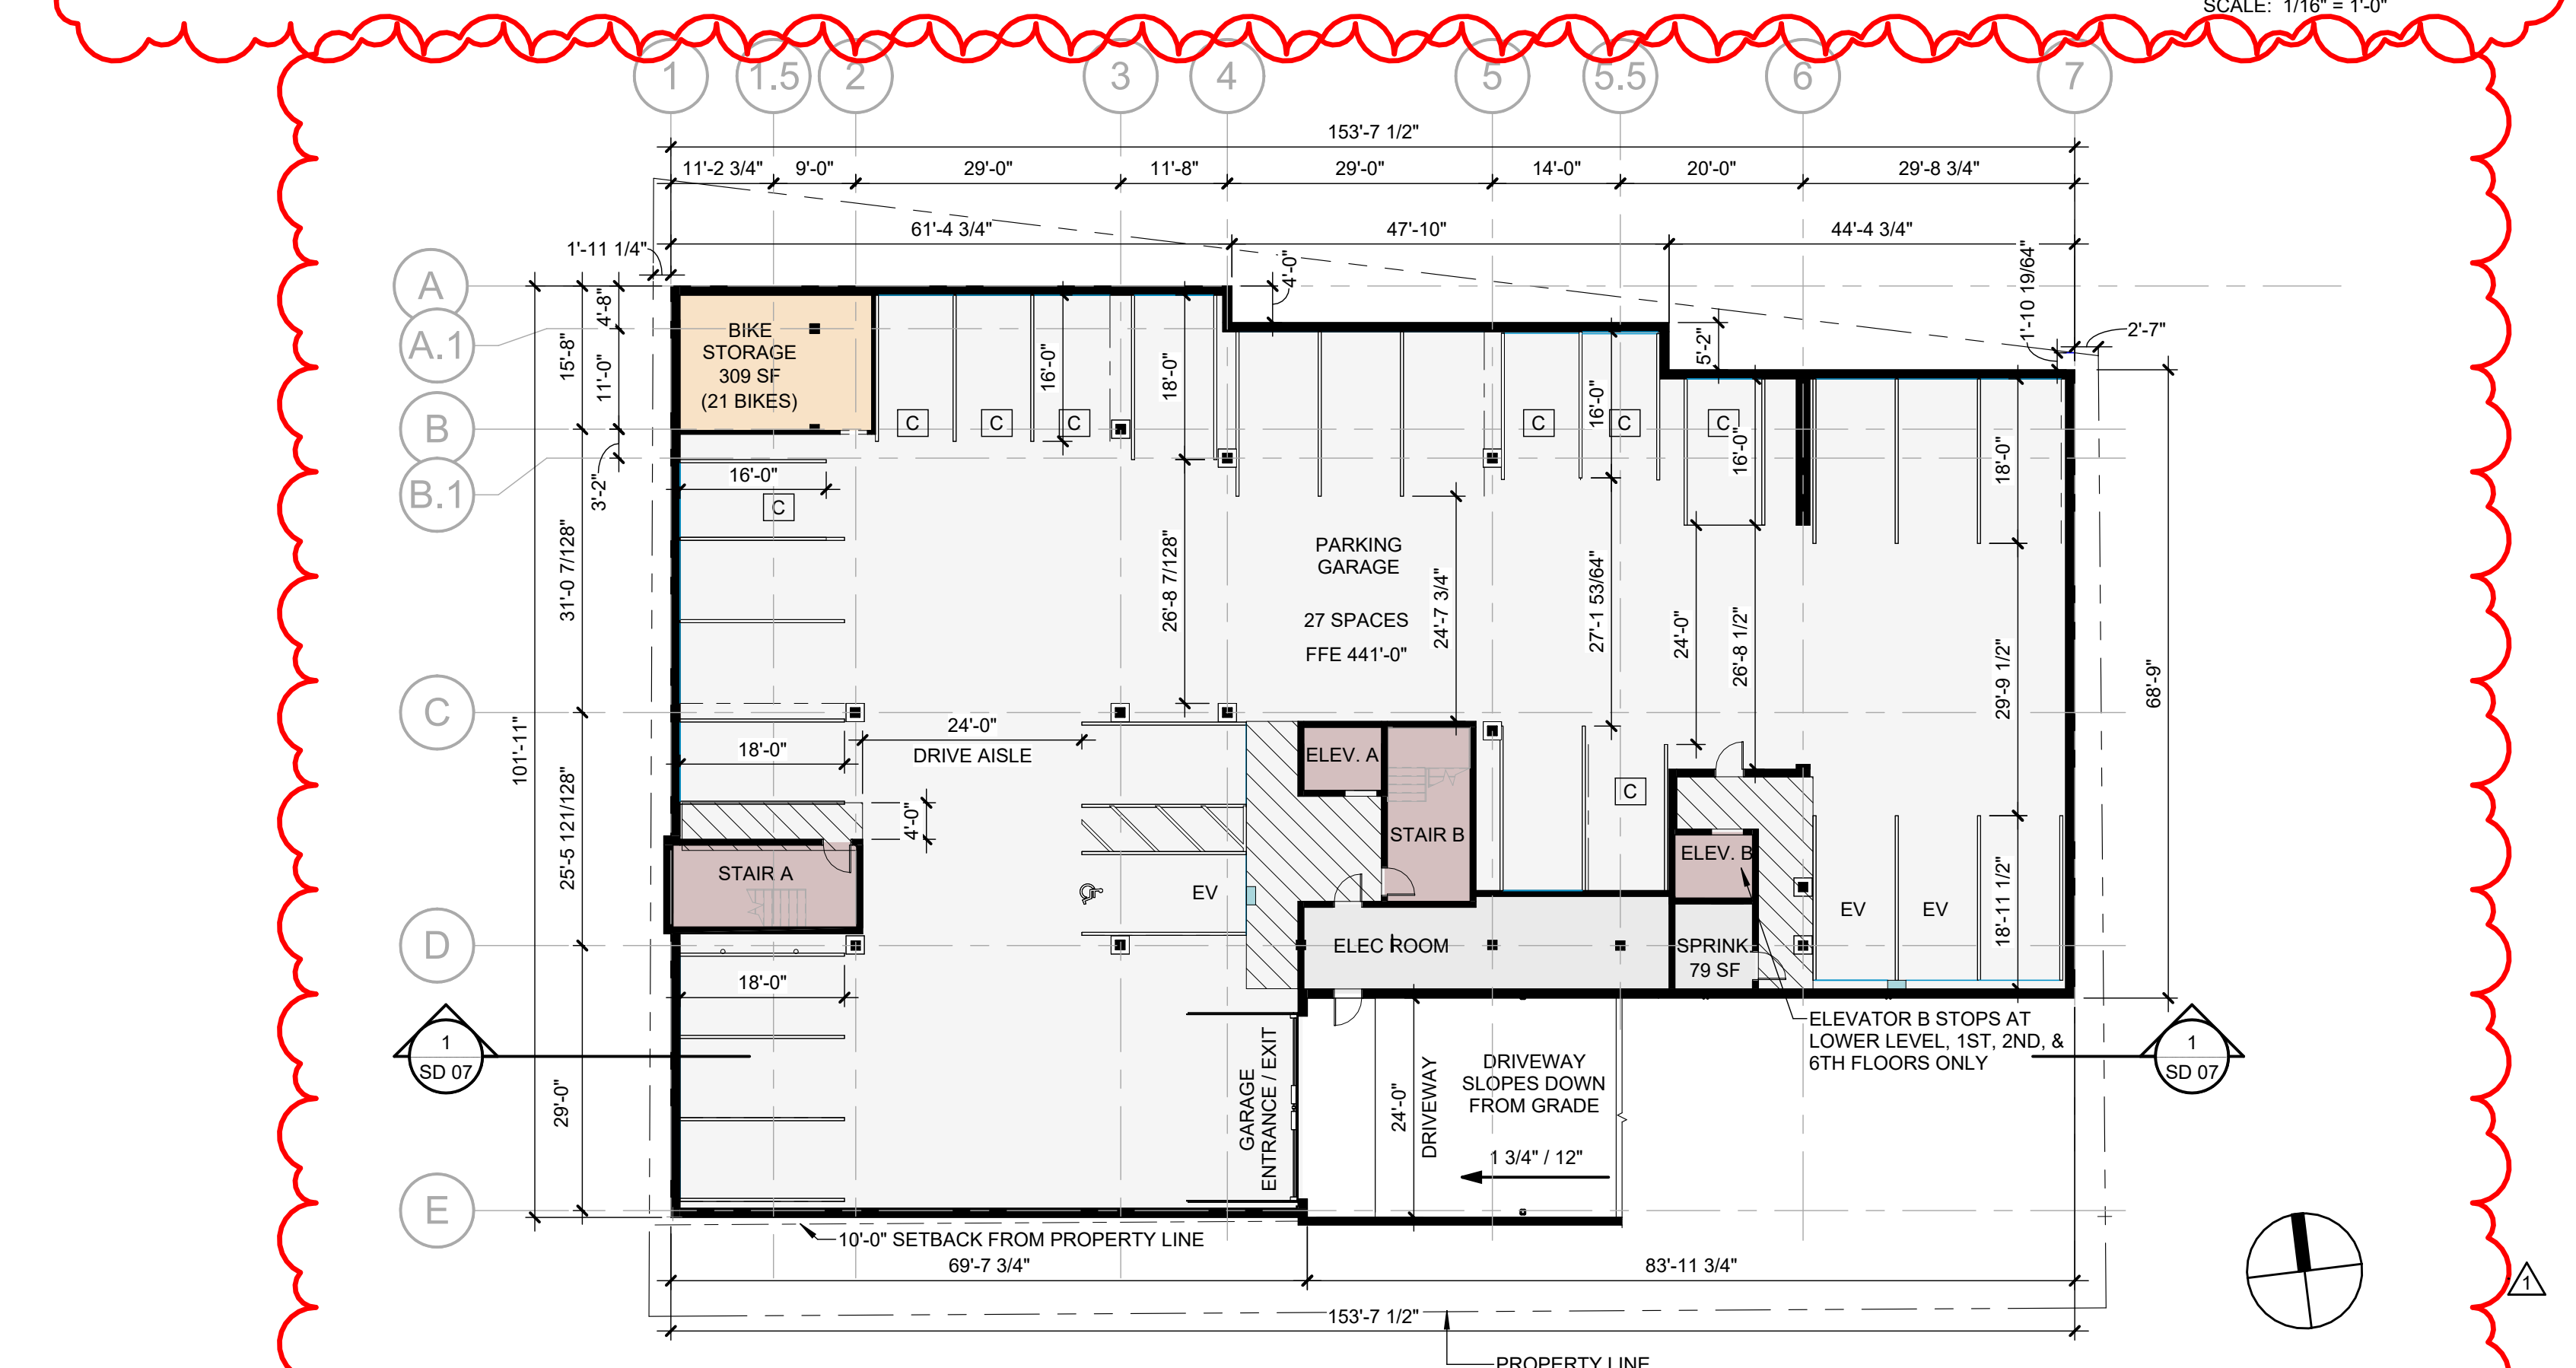 SCALE: 1/16" = 1'-0"
1
1.5
2
3
4
5
5.5
6
7
153'-7 1/2"
11'-2 3/4"
9'-0"
29'-0"
11'-8"
29'-0"
14'-0"
20'-0"
29'-8 3/4"
61'-4 3/4"
47'-10"
44'-4 3/4"
1'-11 1/4"
4'-0"
1'-10 19/64"
2'-7"
5'-2"
A
A.1
B
B.1
C
D
E
4'-8"
15'-8"
11'-0"
3'-2"
31'-0 7/128"
101'-11"
25'-5 121/128"
29'-0"
BIKE
STORAGE
309 SF
(21 BIKES)
16'-0"
18'-0"
C
C
C
16'-0"
C
C
C
16'-0"
18'-0"
16'-0"
C
26'-8 7/128"
PARKING
GARAGE
27 SPACES
FFE 441'-0"
24'-7 3/4"
27'-1 53/64"
24'-0"
26'-8 1/2"
29'-9 1/2"
68'-9"
24'-0"
DRIVE AISLE
18'-0"
4'-0"
ELEV. A
STAIR B
C
STAIR A
EV
ELEV. B
EV
EV
18'-11 1/2"
ELEC ROOM
SPRINK.
79 SF
18'-0"
1
SD 07
GARAGE
ENTRANCE / EXIT
24'-0"
DRIVEWAY
DRIVEWAY
SLOPES DOWN
FROM GRADE
1 3/4" / 12"
ELEVATOR B STOPS AT
LOWER LEVEL, 1ST, 2ND, &
6TH FLOORS ONLY
1
SD 07
10'-0" SETBACK FROM PROPERTY LINE
69'-7 3/4"
83'-11 3/4"
153'-7 1/2"
1
PROPERTY LINE